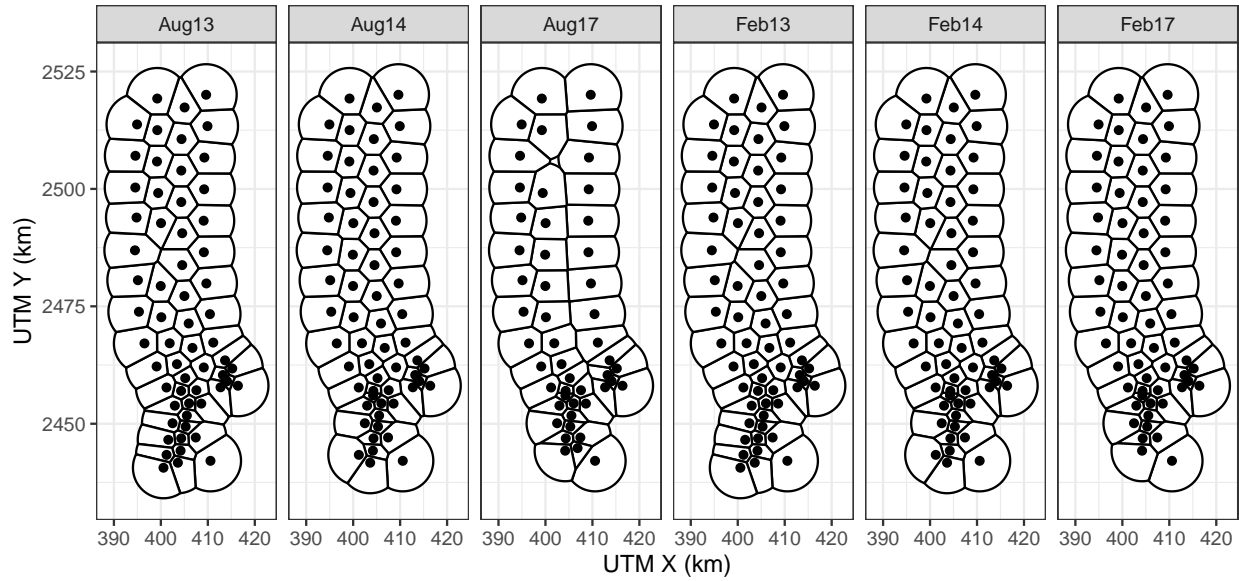 Aug13 Aug14 Aug17 Feb13 Feb14 Feb17
2525
2500
2475
2450
UTM Y (km)
390 400 410 420 390 400 410 420 390 400 410 420 390 400 410 420 390 400 410 420 390 400 410 420
UTM X (km)